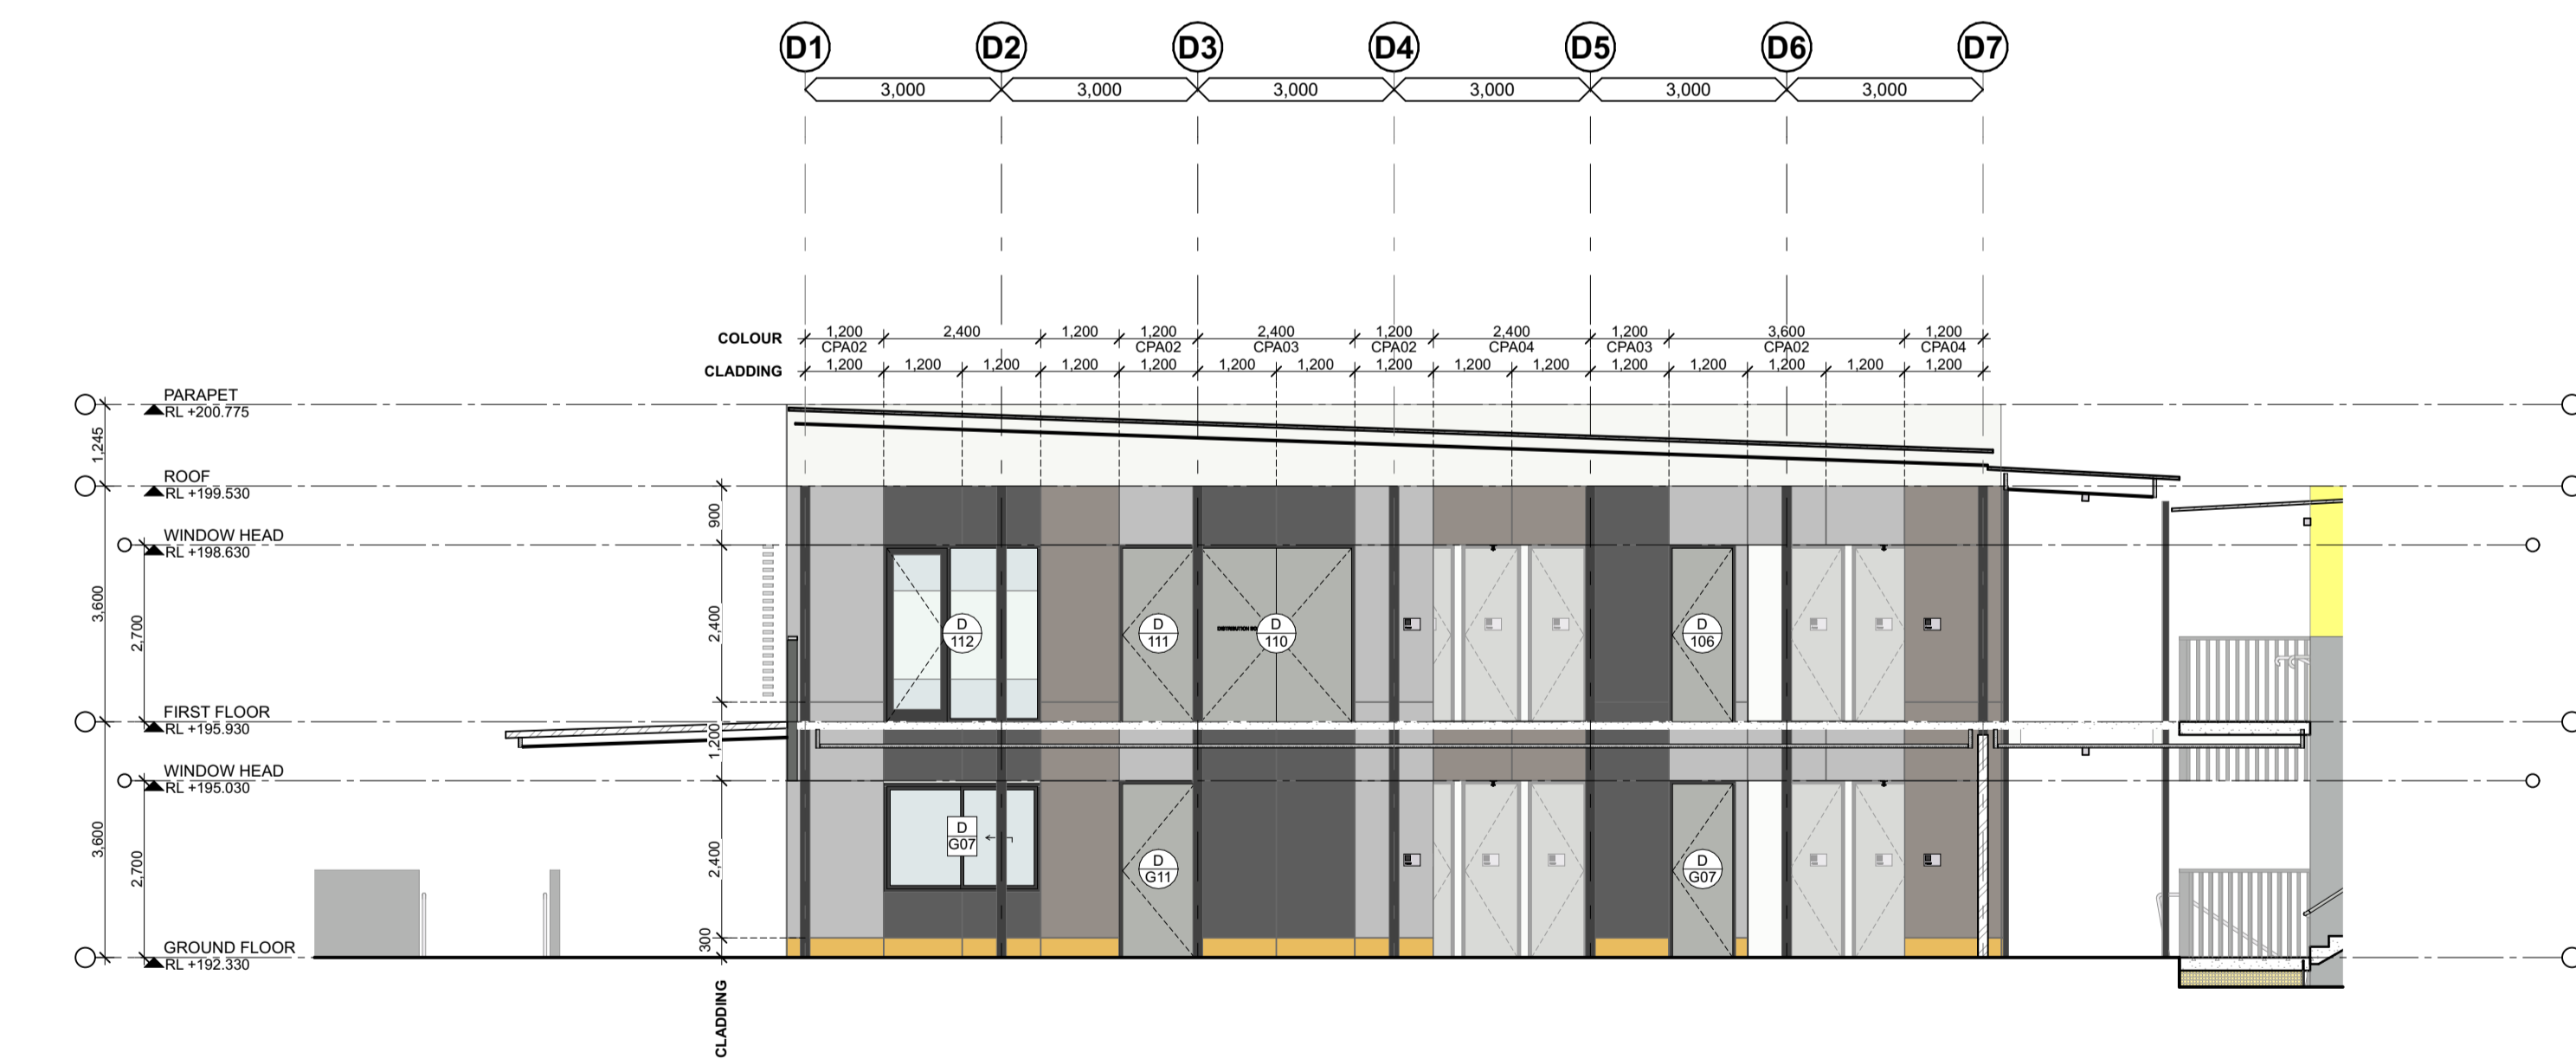 D1 D2 D3 D4 D5 D6 D7
3,000 3,000 3,000 3,000 3,000 3,000
COLOUR 1,200 2,400 1,200 1,200 2,400 1,200 2,400 1,200 3,600 1,200
CPA02 CPA02 CPA03 CPA02 CPA04 CPA03 CPA02 CPA04
CLADDING 1,200 1,200 1,200 1,200 1,200 1,200 1,200 1,200 1,200 1,200 1,200 1,200 1,200 1,200 1,200
PARAPET
RL +200.775
1,245
ROOF
RL +199.530
900
WINDOW HEAD
RL +198.630
3,600
2,700
2,400
D
112
D
111
DISTRIBUTION
D
110
D
106
FIRST FLOOR
RL +195.930
1,200
WINDOW HEAD
RL +195.030
3,600
2,700
2,400
D
G07
D
G11
D
G07
300
GROUND FLOOR
RL +192.330
CLADDING